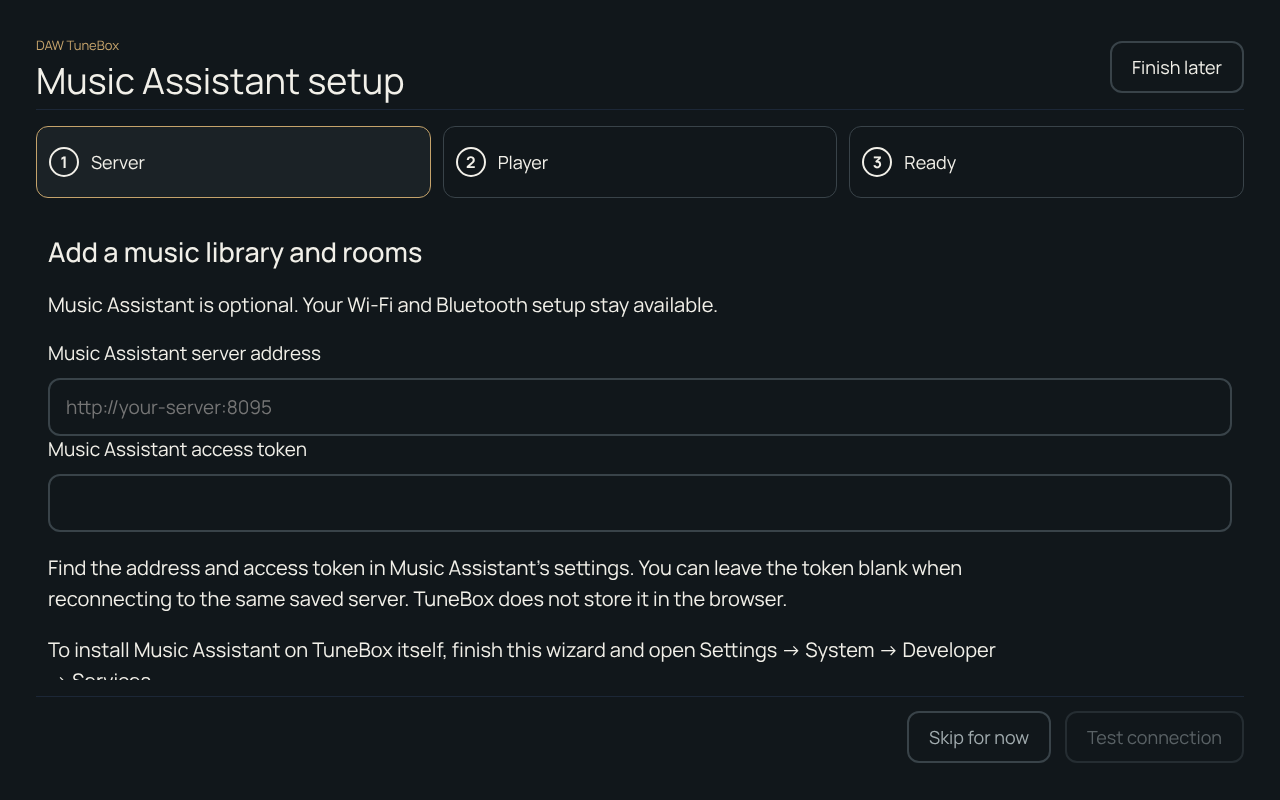 DAW TuneBox
Music Assistant setup
Finish later
1 Server
2 Player
3 Ready
Add a music library and rooms
Music Assistant is optional. Your Wi-Fi and Bluetooth setup stay available.
Music Assistant server address
http://your-server:8095
Music Assistant access token
Find the address and access token in Music Assistant’s settings. You can leave the token blank when
reconnecting to the same saved server. TuneBox does not store it in the browser.
To install Music Assistant on TuneBox itself, finish this wizard and open Settings → System → Developer
→ Services
Skip for now
Test connection